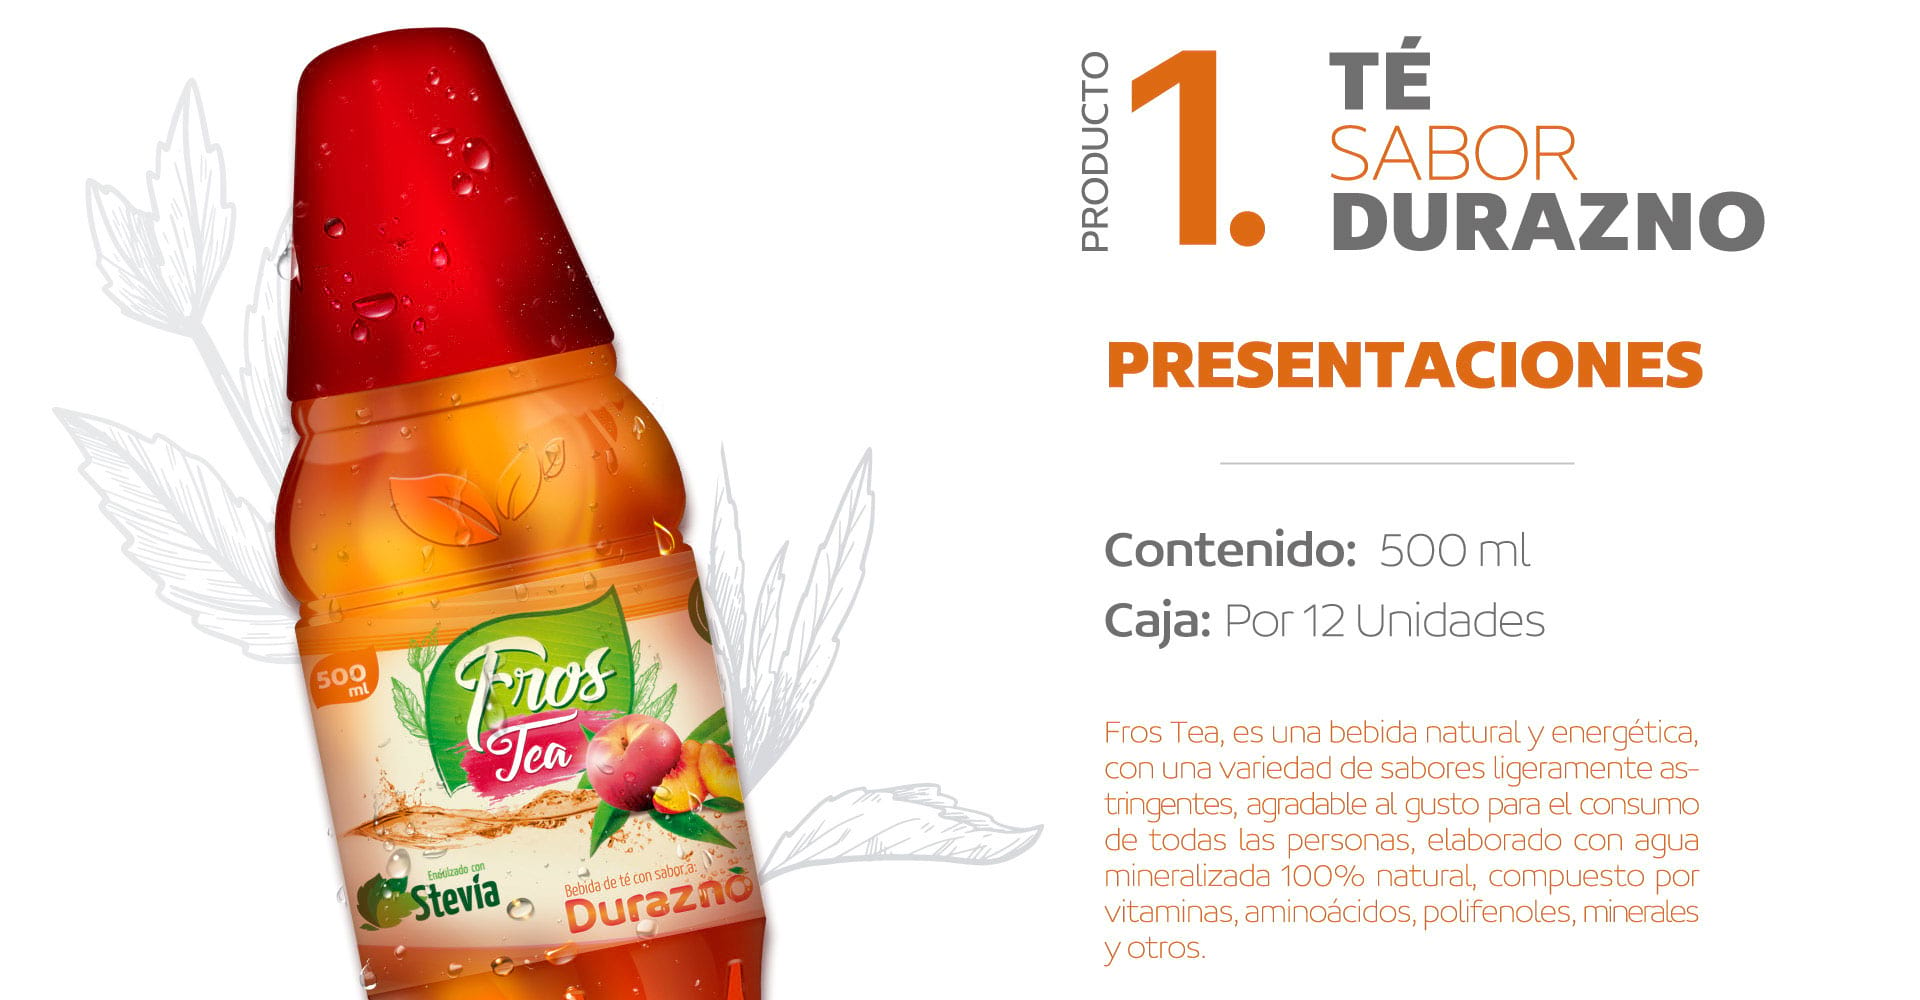 PRODUCTO
1.
TÉ
SABOR
DURAZNO
PRESENTACIONES
Contenido: 500 ml
Caja: Por 12 Unidades
Fros Tea, es una bebida natural y energética,
con una variedad de sabores ligeramente as-
tringentes, agradable al gusto para el consumo
de todas las personas, elaborado con agua
mineralizada 100% natural, compuesto por
vitaminas, aminoácidos, polifenoles, minerales
y otros.
500
ml
Fros
Tea
Endulzado con
Stevia
Bebida de té con sabor a:
Durazno